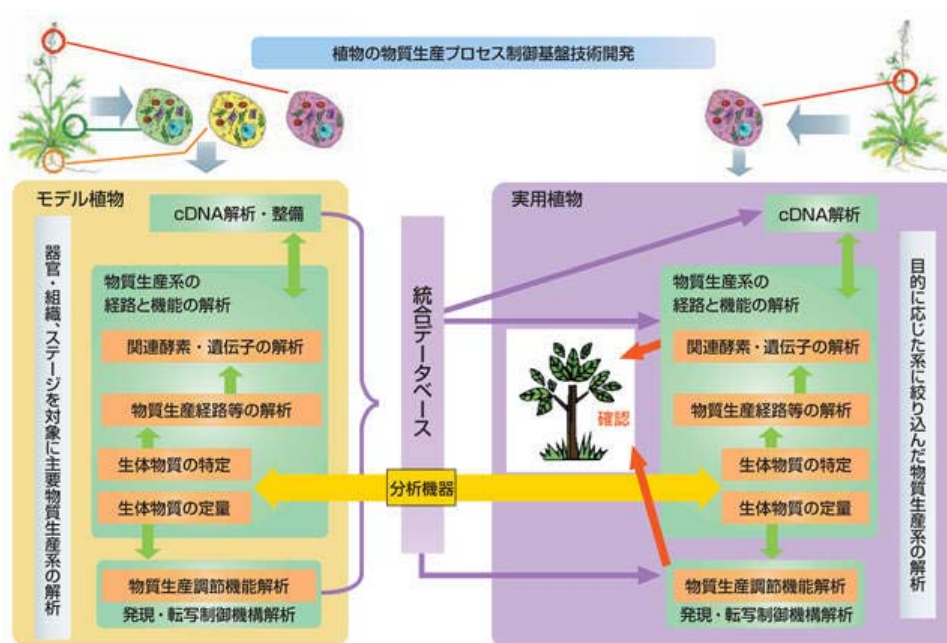 植物の物質生産プロセス制御基盤技術開発
モデル植物
cDNA解析・整備
器官・組織、ステージを対象に主要物質生産系の解析
物質生産系の
経路と機能の解析
関連酵素・遺伝子の解析
物質生産経路等の解析
生体物質の特定
生体物質の定量
物質生産調節機能解析
発現・転写制御機構解析
統合データベース
分析機器
実用植物
cDNA解析
物質生産系の
経路と機能の解析
関連酵素・遺伝子の解析
物質生産経路等の解析
生体物質の特定
生体物質の定量
物質生産調節機能解析
発現・転写制御機構解析
確認
目的に応じた系に絞り込んだ物質生産系の解析